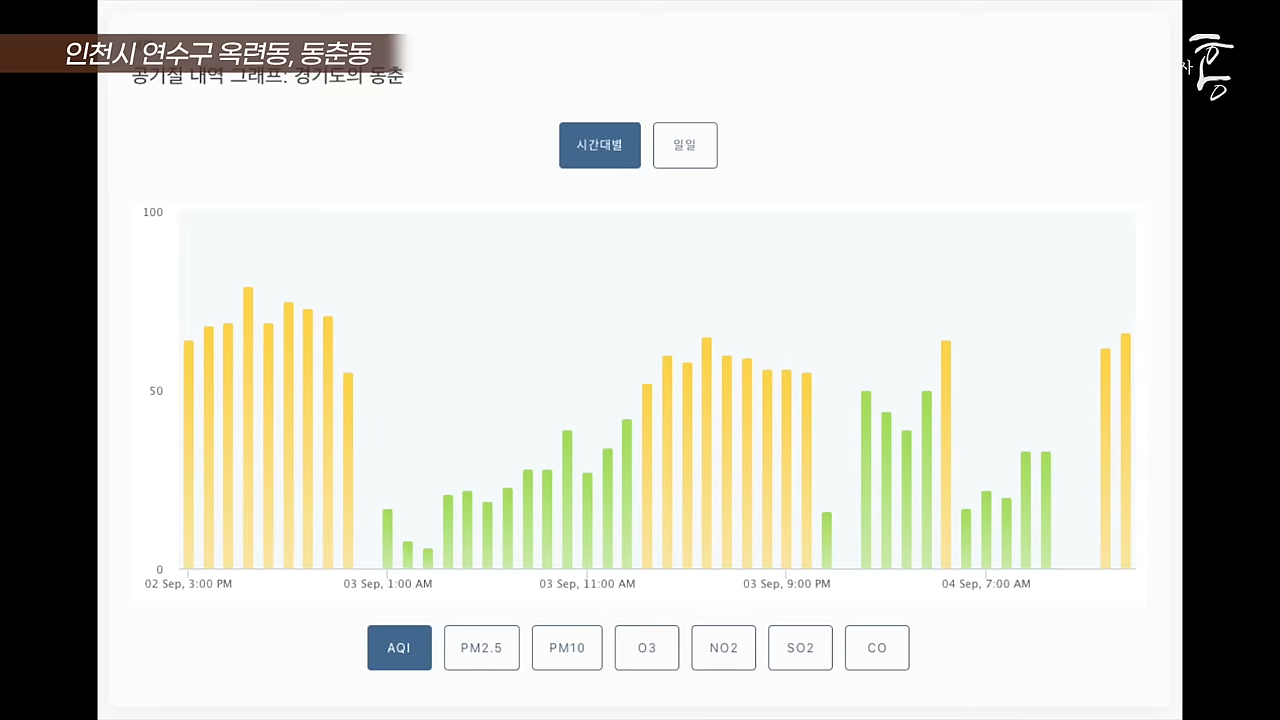 인천시 연수구 옥련동, 동춘동
공기질 내역 그래프: 경기도의 동춘
시간대별 일일
100
50
0
02 Sep, 3:00 PM 03 Sep, 1:00 AM 03 Sep, 11:00 AM 03 Sep, 9:00 PM 04 Sep, 7:00 AM
AQI PM2.5 PM10 O3 NO2 SO2 CO